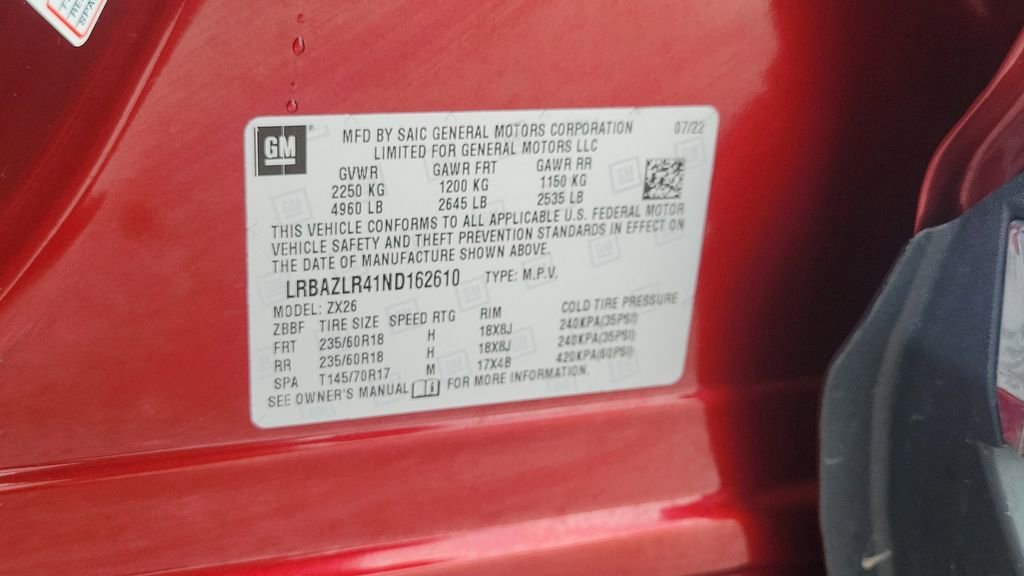 GM
MFD BY SAIC GENERAL MOTORS CORPORATION 07/22
LIMITED FOR GENERAL MOTORS LLC
GVWR GAWR FRT GAWR RR
2250 KG 1200 KG 1150 KG
4960 LB 2645 LB 2535 LB
THIS VEHICLE CONFORMS TO ALL APPLICABLE U.S. FEDERAL MOTOR
VEHICLE SAFETY AND THEFT PREVENTION STANDARDS IN EFFECT ON
THE DATE OF MANUFACTURE SHOWN ABOVE.
LRBAZLR41ND162610 TYPE: M.P.V.
MODEL: ZX26
ZBBF TIRE SIZE SPEED RTG RIM COLD TIRE PRESSURE
FRT 235/60R18 H 18X8J 240KPA(35PSI)
RR 235/60R18 H 18X8J 240KPA(35PSI)
SPA T145/70R17 M 17X4B 420KPA(60PSI)
SEE OWNER'S MANUAL FOR MORE INFORMATION.